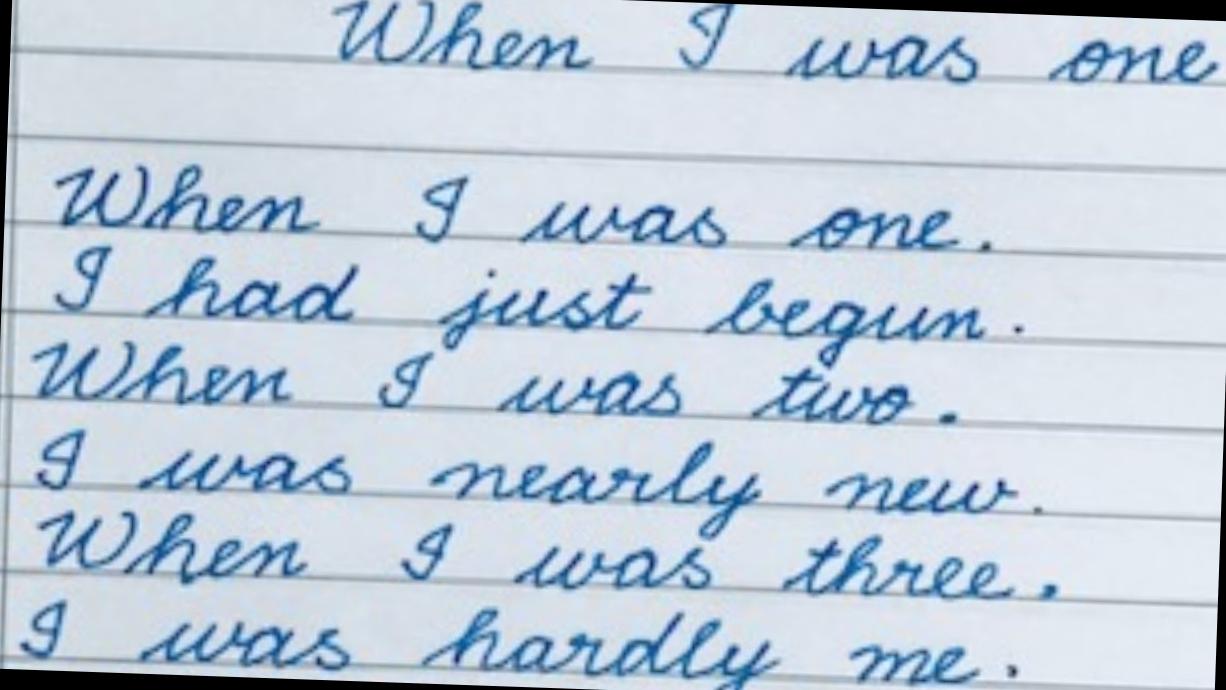 When I was one
When I was one.
I had just begun.
When I was two.
I was nearly new.
When I was three.
I was hardly me.